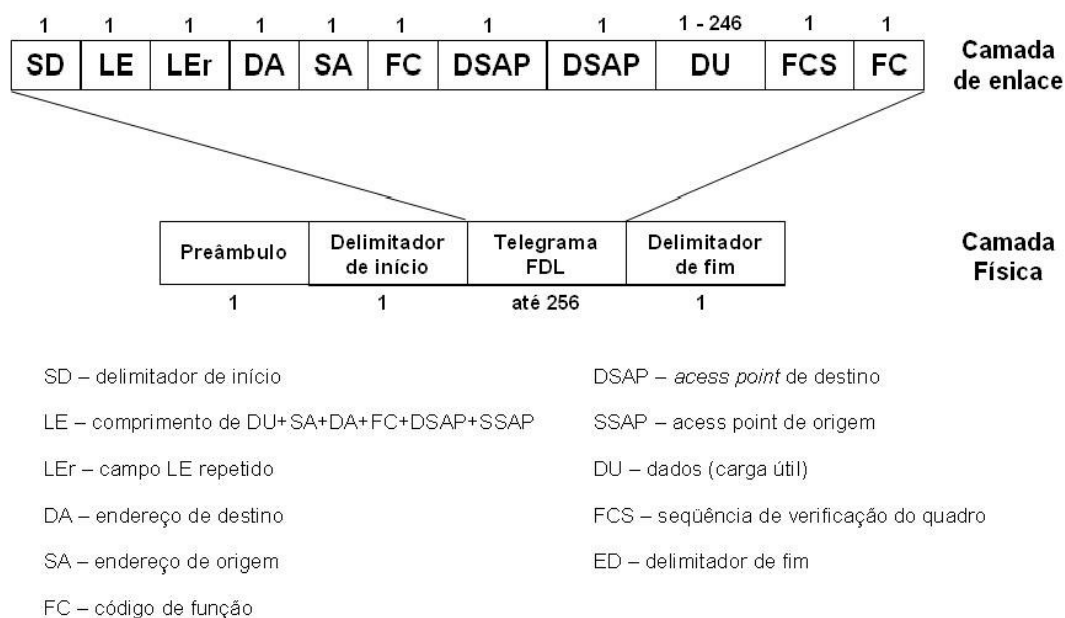 1 1 1 1 1 1 1 1 1 - 246 1 1
SD LE LEr DA SA FC DSAP DSAP DU FCS FC
Camada
de enlace
Preâmbulo
Delimitador
de início
Telegrama
FDL
Delimitador
de fim
Camada
Física
1 1 até 256 1
SD – delimitador de início
LE – comprimento de DU+SA+DA+FC+DSAP+SSAP
LEr – campo LE repetido
DA – endereço de destino
SA – endereço de origem
FC – código de função
DSAP – acess point de destino
SSAP – acess point de origem
DU – dados (carga útil)
FCS – seqüência de verificação do quadro
ED – delimitador de fim